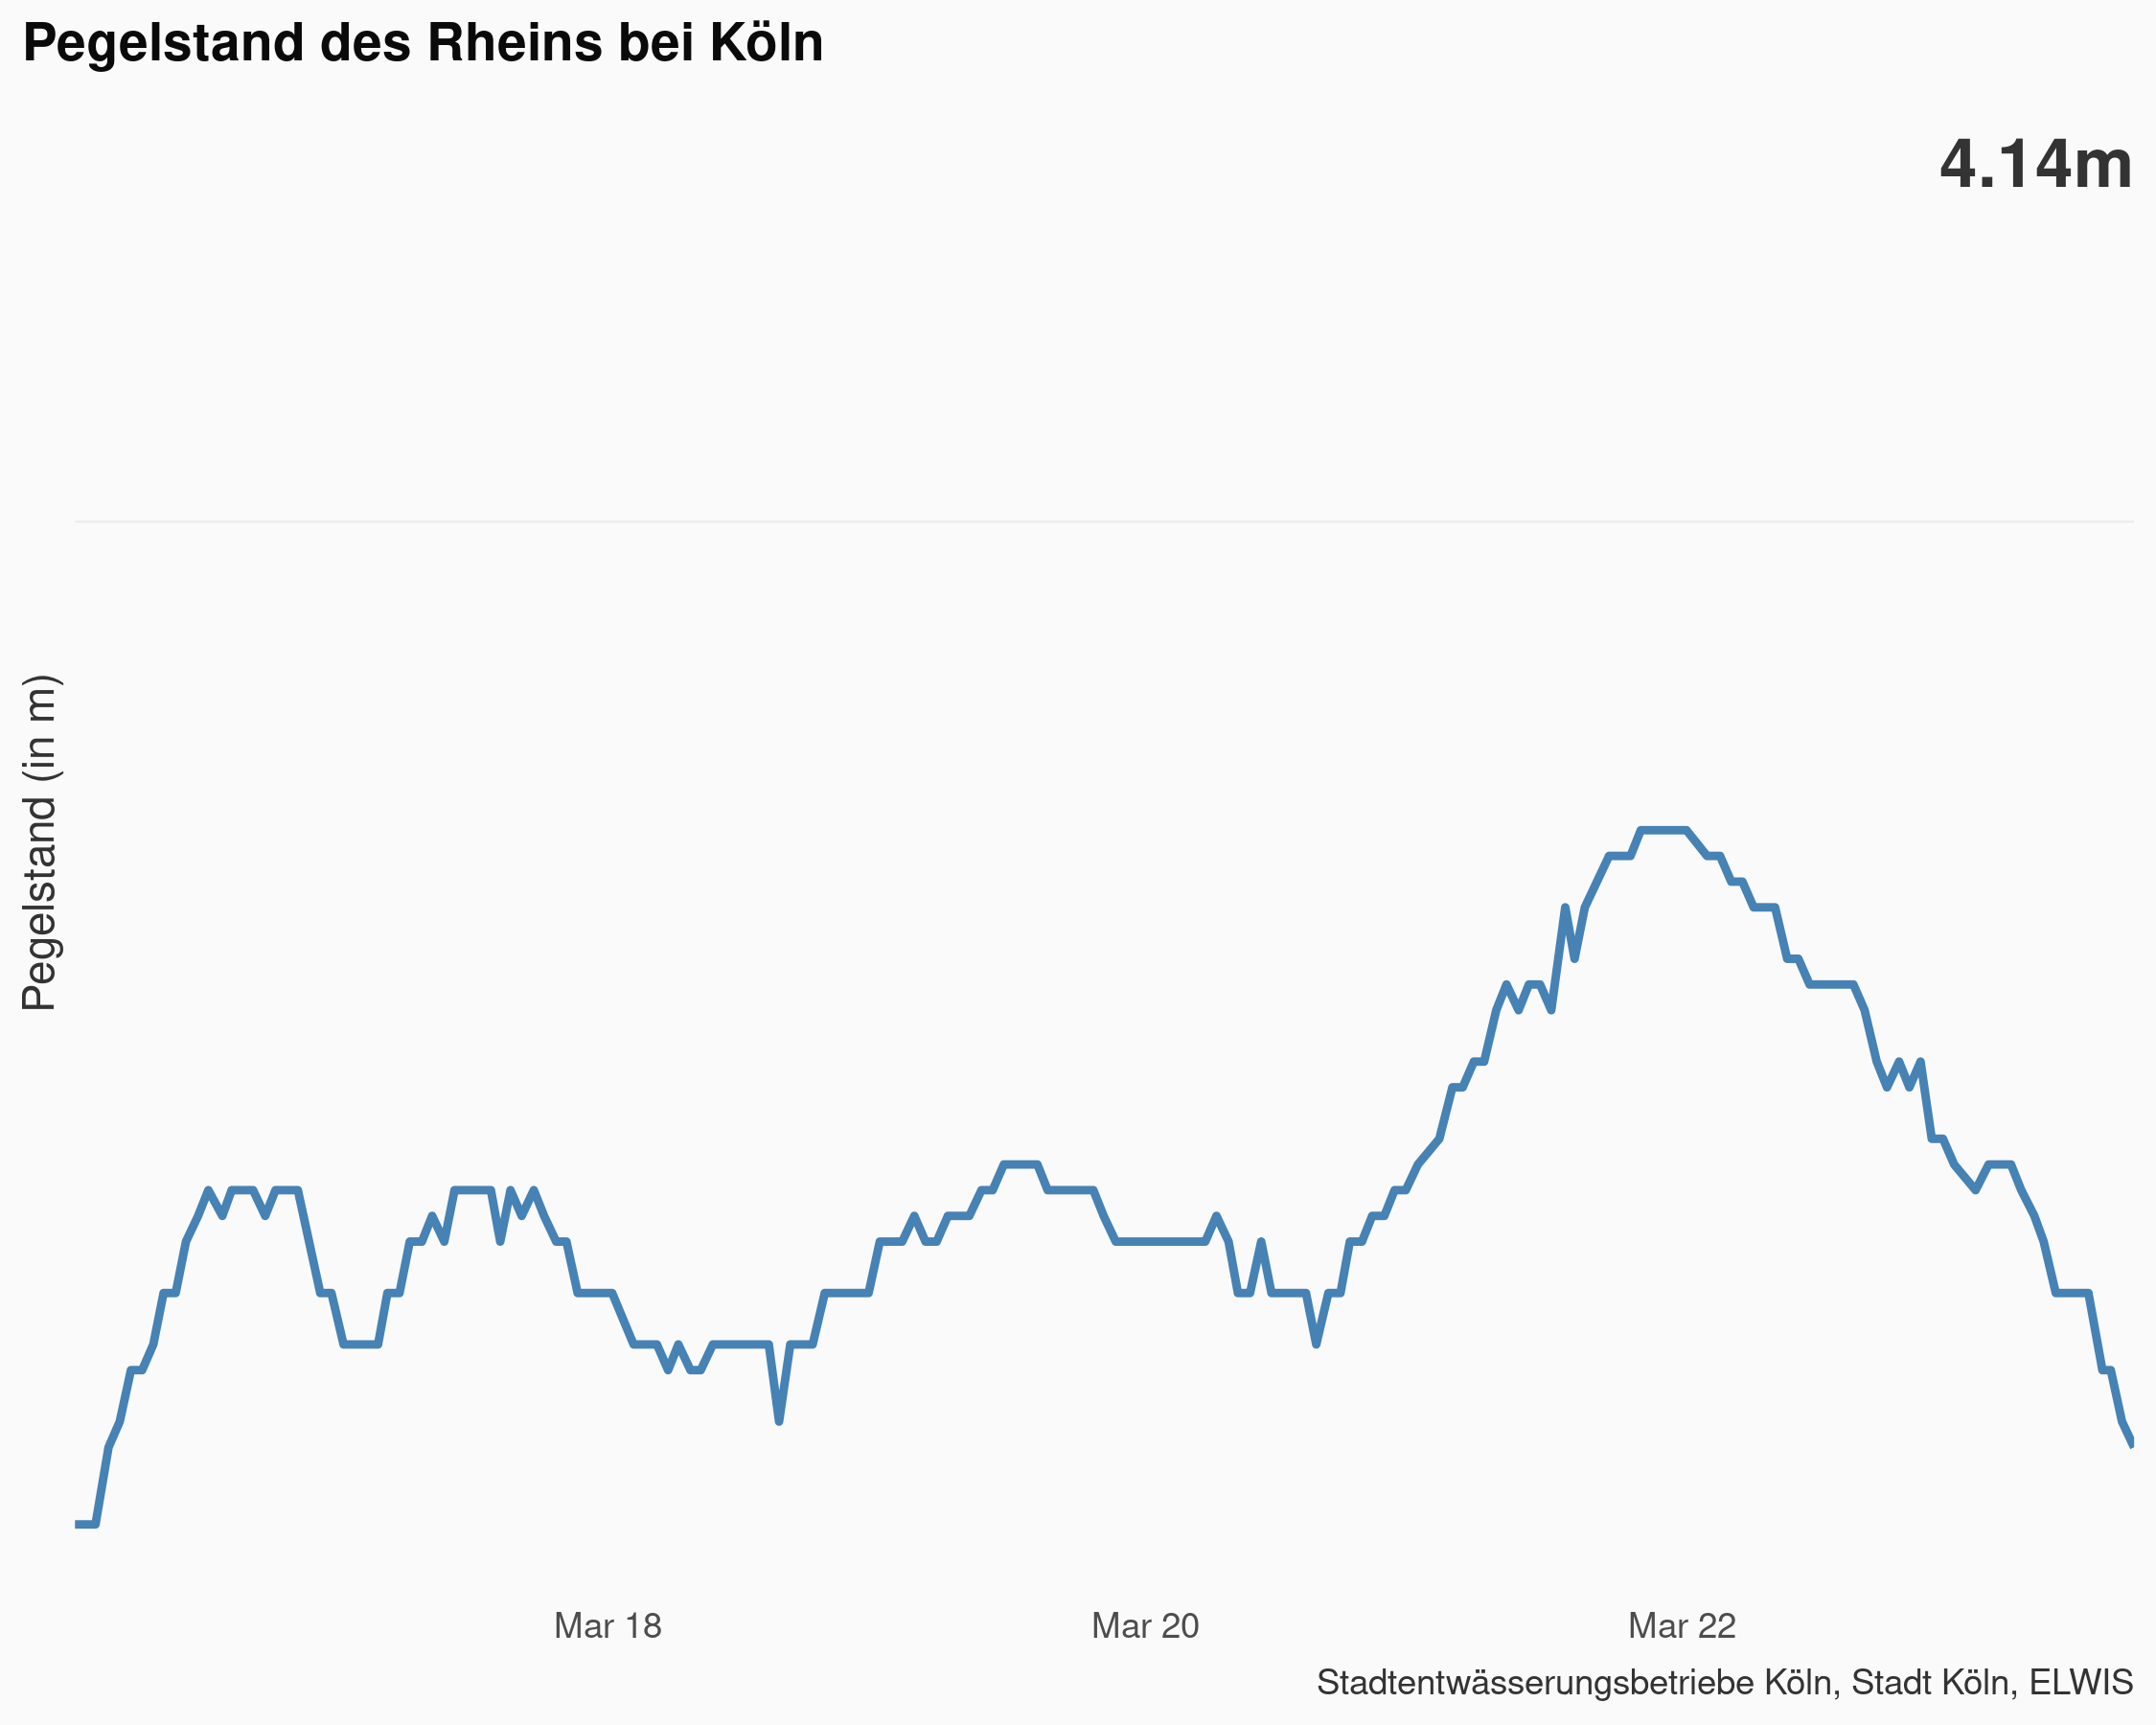 Pegelstand des Rheins bei Köln
4.14m
Pegelstand (in m)
Mar 18
Mar 20
Mar 22
Stadtentwässerungsbetriebe Köln, Stadt Köln, ELWIS